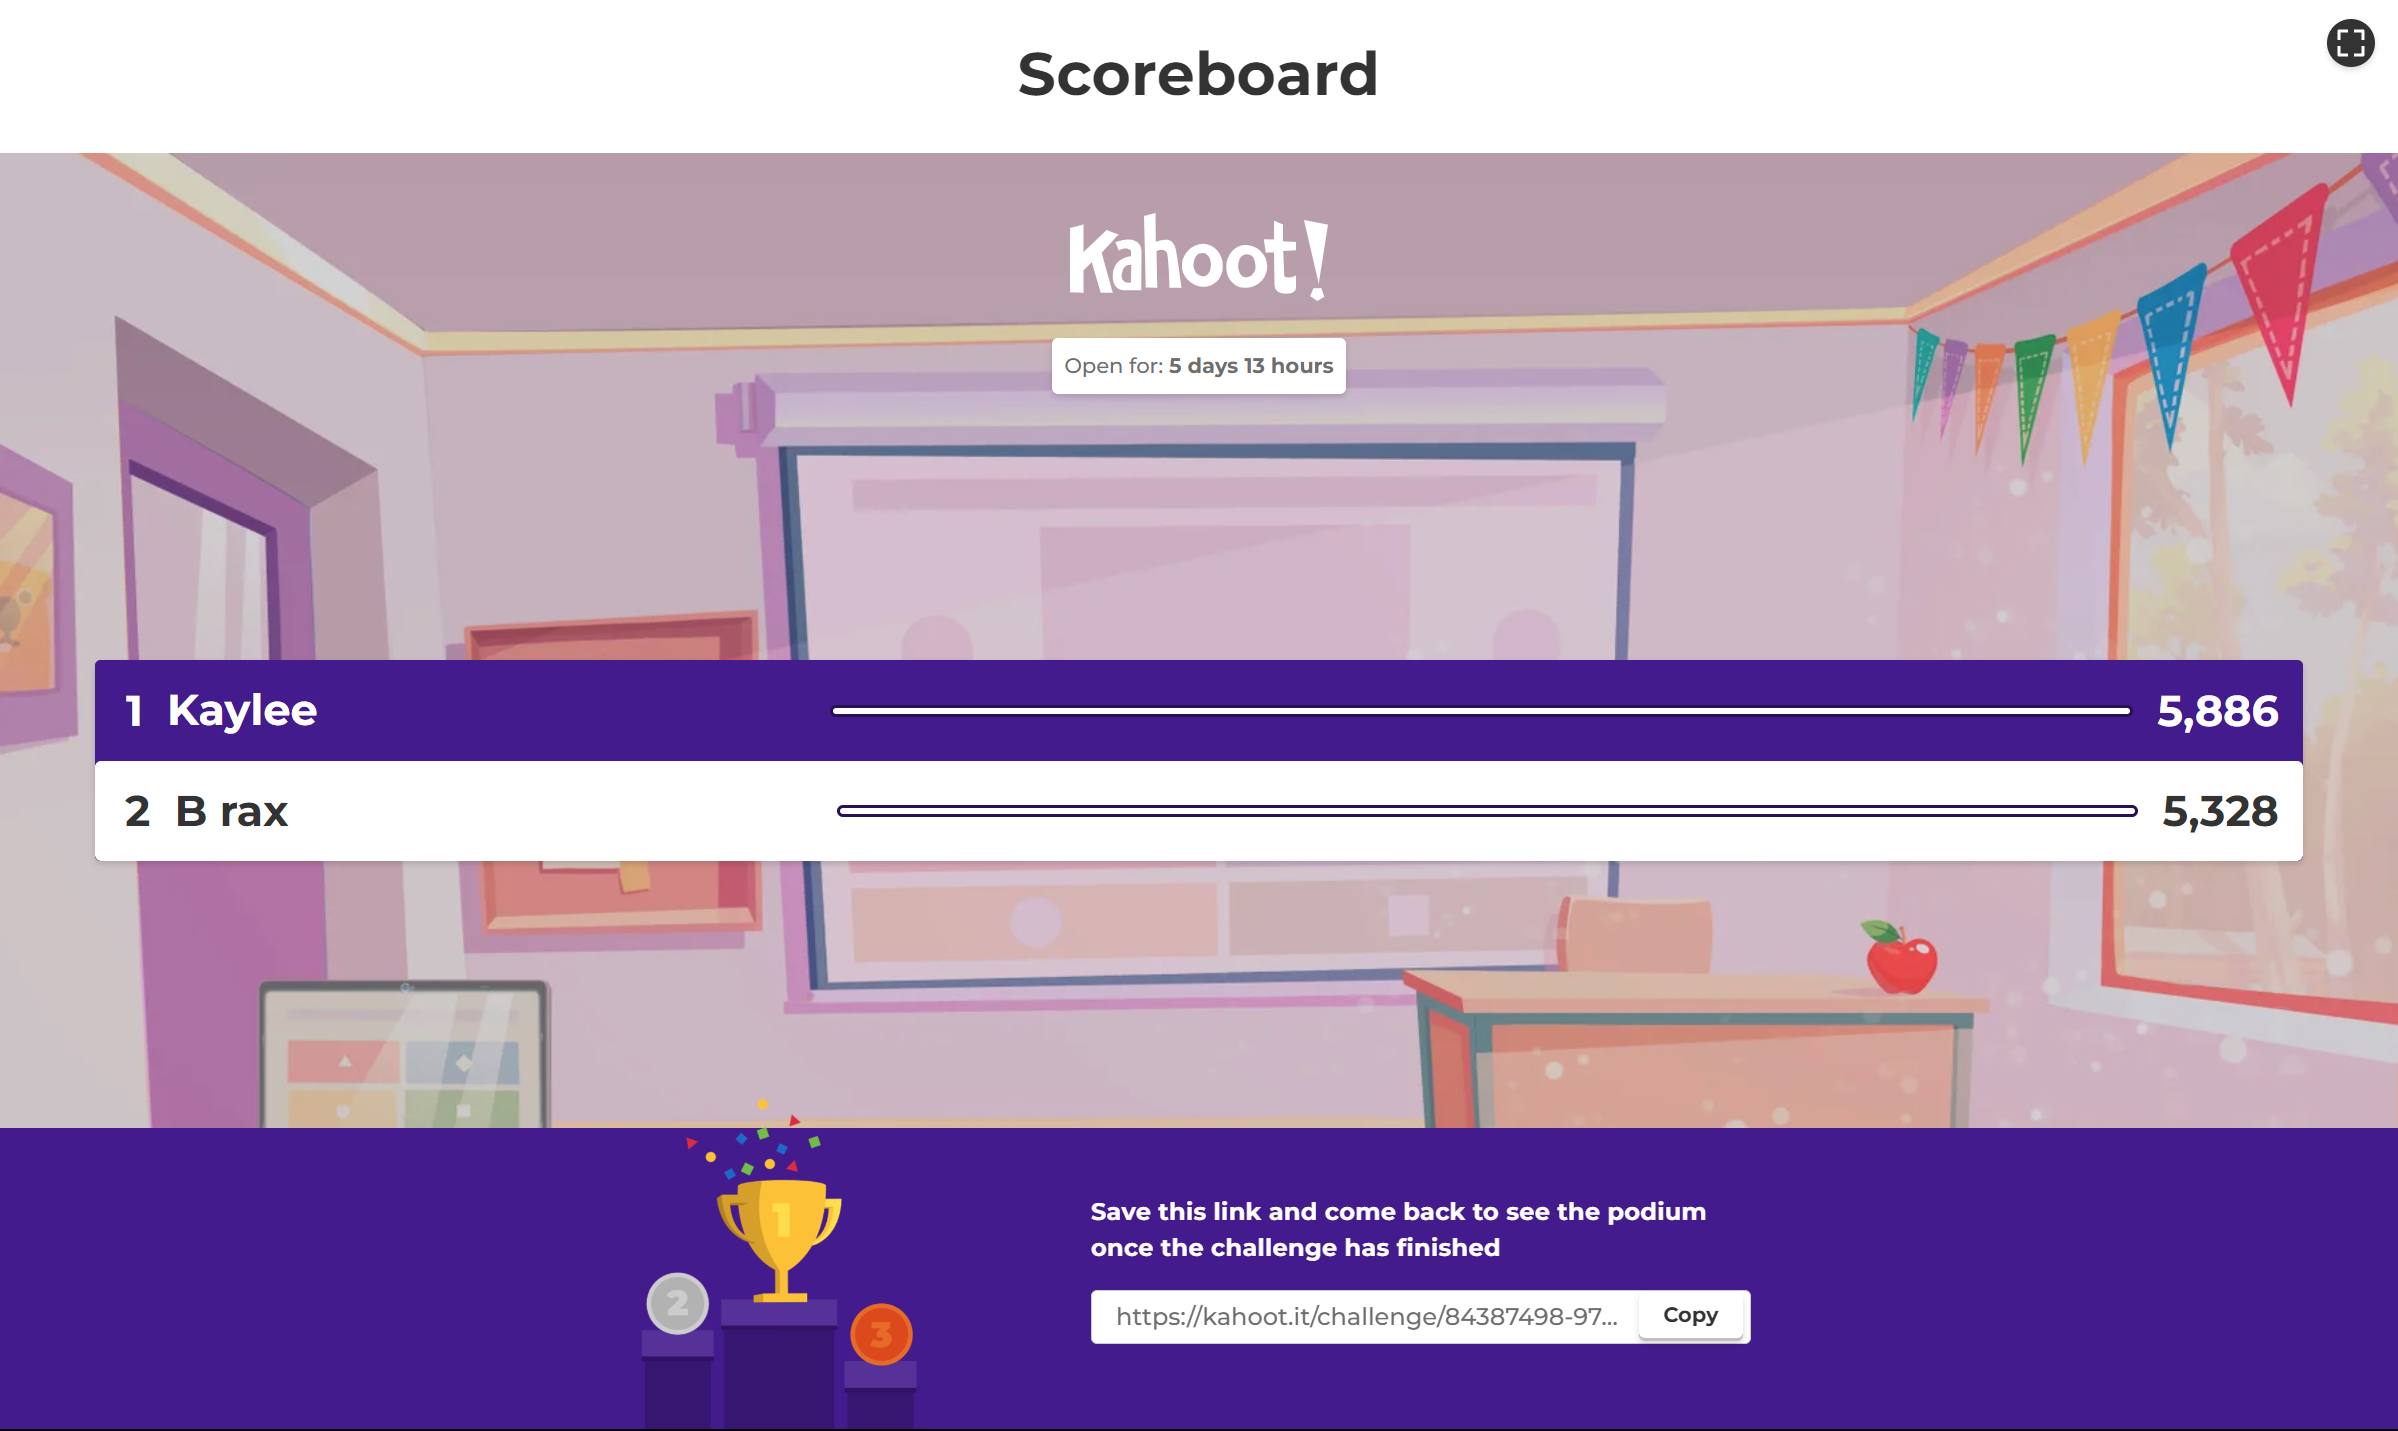 Scoreboard
Kahoot!
Open for: 5 days 13 hours
1 Kaylee 5,886
2 B rax 5,328
1
2
3
Save this link and come back to see the podium
once the challenge has finished
https://kahoot.it/challenge/84387498-97... Copy